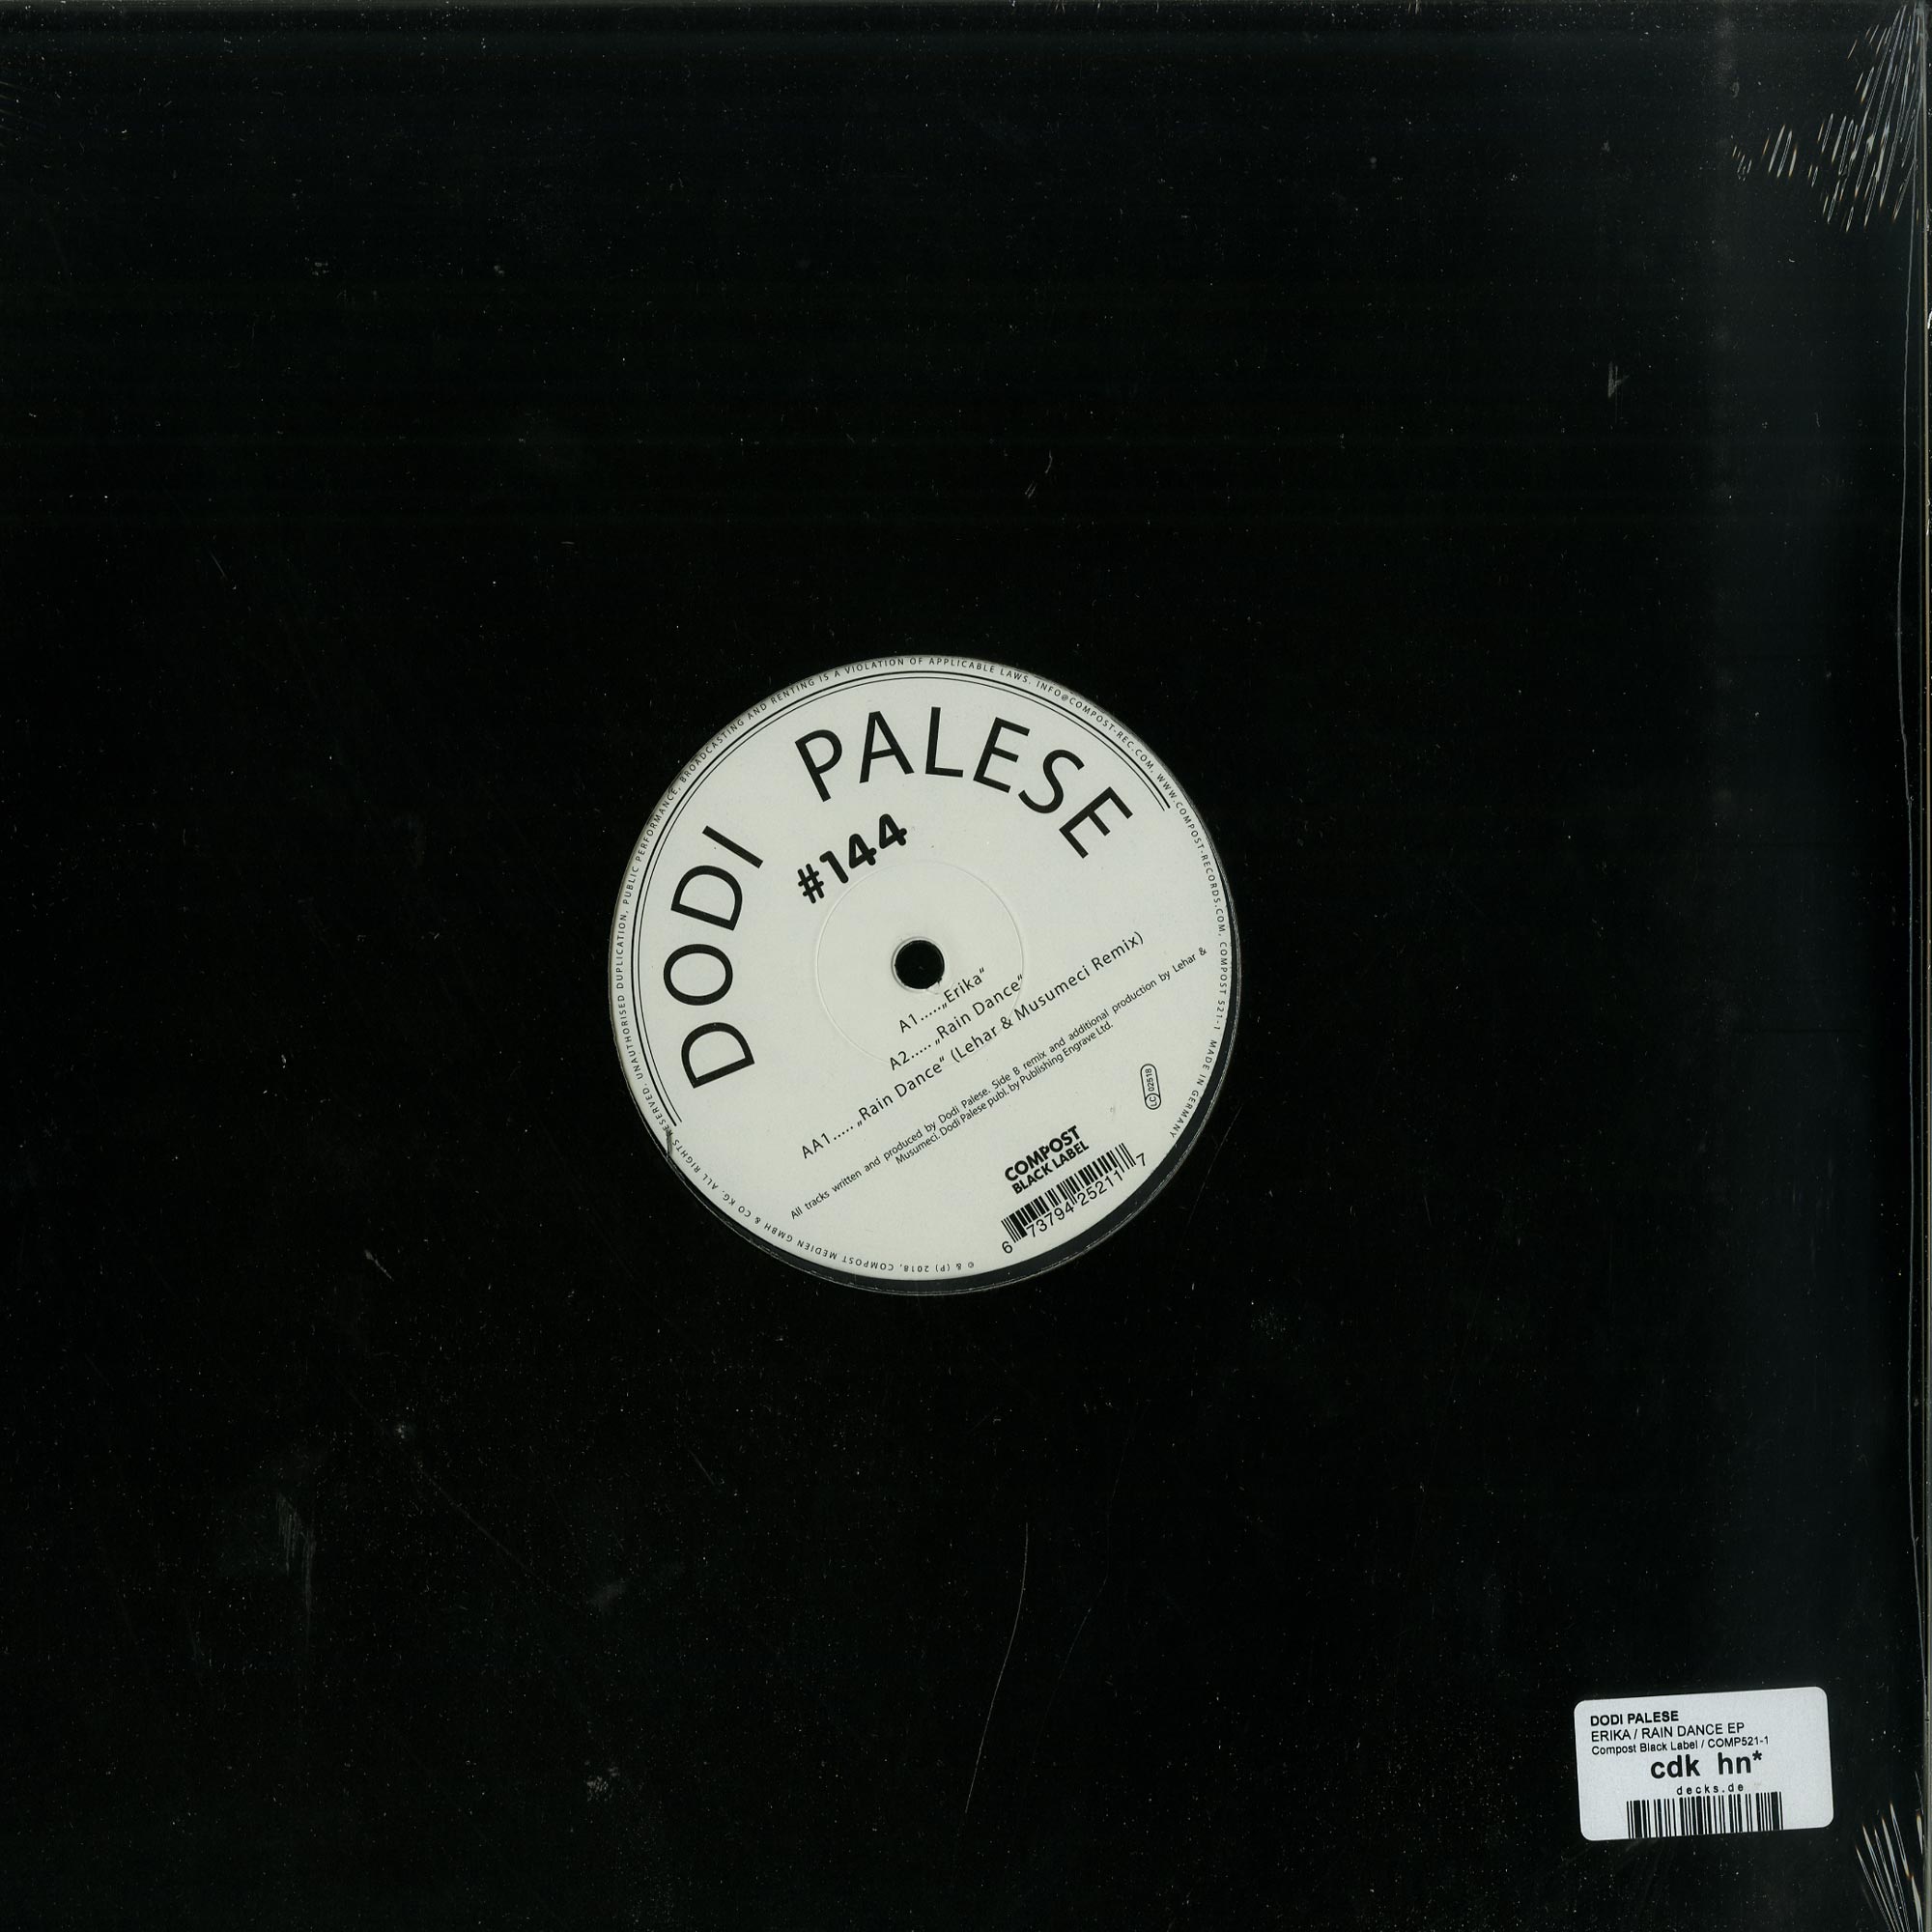 DODI PALESE
#144
A1.....„Erika“
A2..... „Rain Dance“
AA1..... „Rain Dance“ (Lehar & Musumeci Remix)
All tracks written and produced by Dodi Palese. Side B remix and additional production by Lehar &
Musumeci. Dodi Palese publ. by Publishing Engrave Ltd.
LC 02518
COMPOST
BLACK LABEL
6 73794 25211 7
© & (P) 2018, COMPOST MEDIEN GMBH & CO KG. ALL RIGHTS RESERVED. UNAUTHORISED DUPLICATION, PUBLIC PERFORMANCE, BROADCASTING AND RENTING IS A VIOLATION OF APPLICABLE LAWS. INFO@COMPOST-REC.COM, WWW.COMPOST-RECORDS.COM, COMPOST 521-1 MADE IN GERMANY
DODI PALESE
ERIKA / RAIN DANCE EP
Compost Black Label / COMP521-1
cdk hn*
decks.de